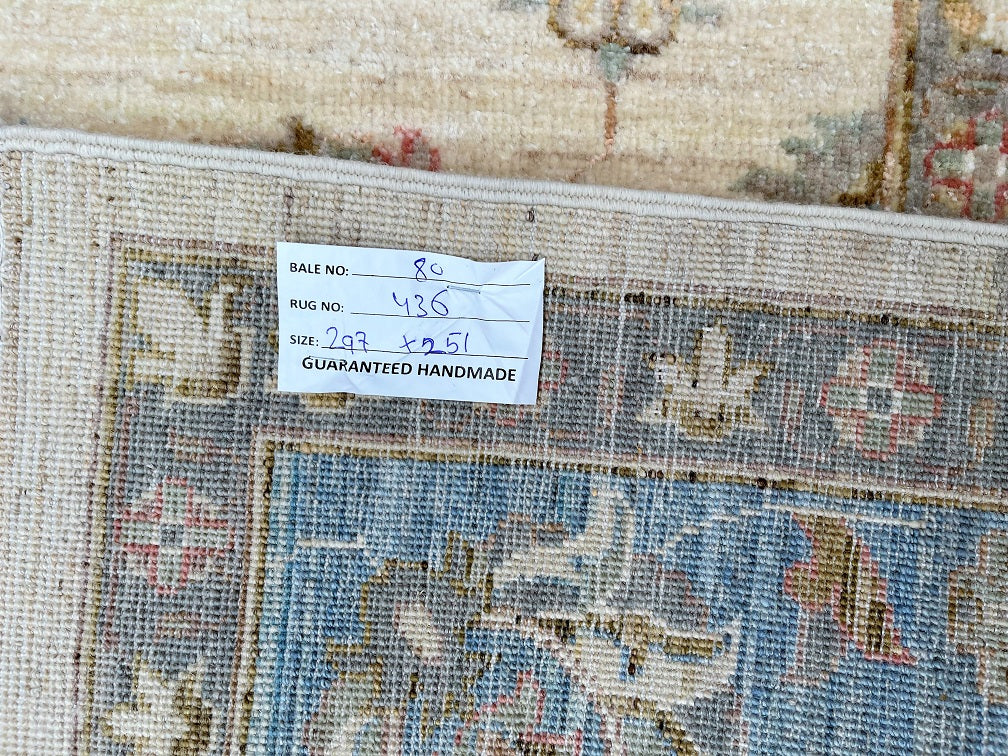 BALE NO: 80
RUG NO: 436
SIZE: 297 x 251
GUARANTEED HANDMADE